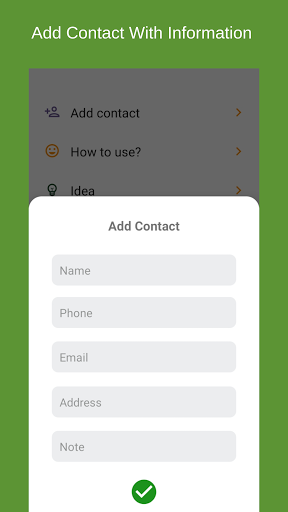 Add Contact With Information
Add contact
How to use?
Idea
Add Contact
Name
Phone
Email
Address
Note